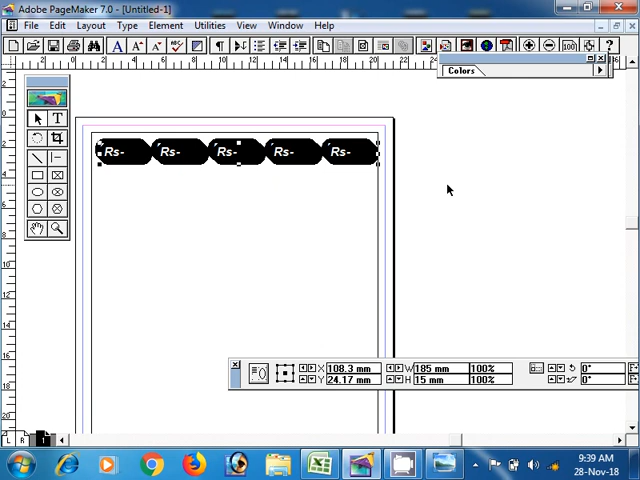 Adobe PageMaker 7.0 - [Untitled-1]
File Edit Layout Type Element Utilities View Window Help
Colors
Rs- Rs- Rs- Rs- Rs-
X 108.3 mm W 185 mm 100% 0°
Y 24.17 mm H 15 mm 100% 0°
L R 1
9:39 AM
28-Nov-18